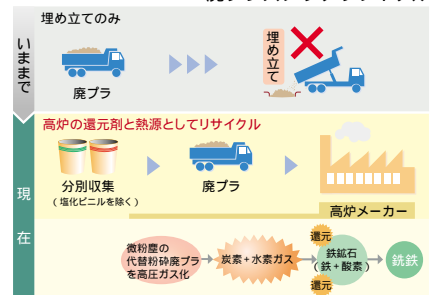 埋め立てのみ
いままで
廃プラ
埋め立て
高炉の還元剤と熱源としてリサイクル
分別収集
(塩化ビニルを除く)
廃プラ
高炉メーカー
現在
微粉塵の
代替粉砕廃プラ
を高圧ガス化
炭素+水素ガス
還元
鉄鉱石
(鉄+酸素)
還元
銑鉄